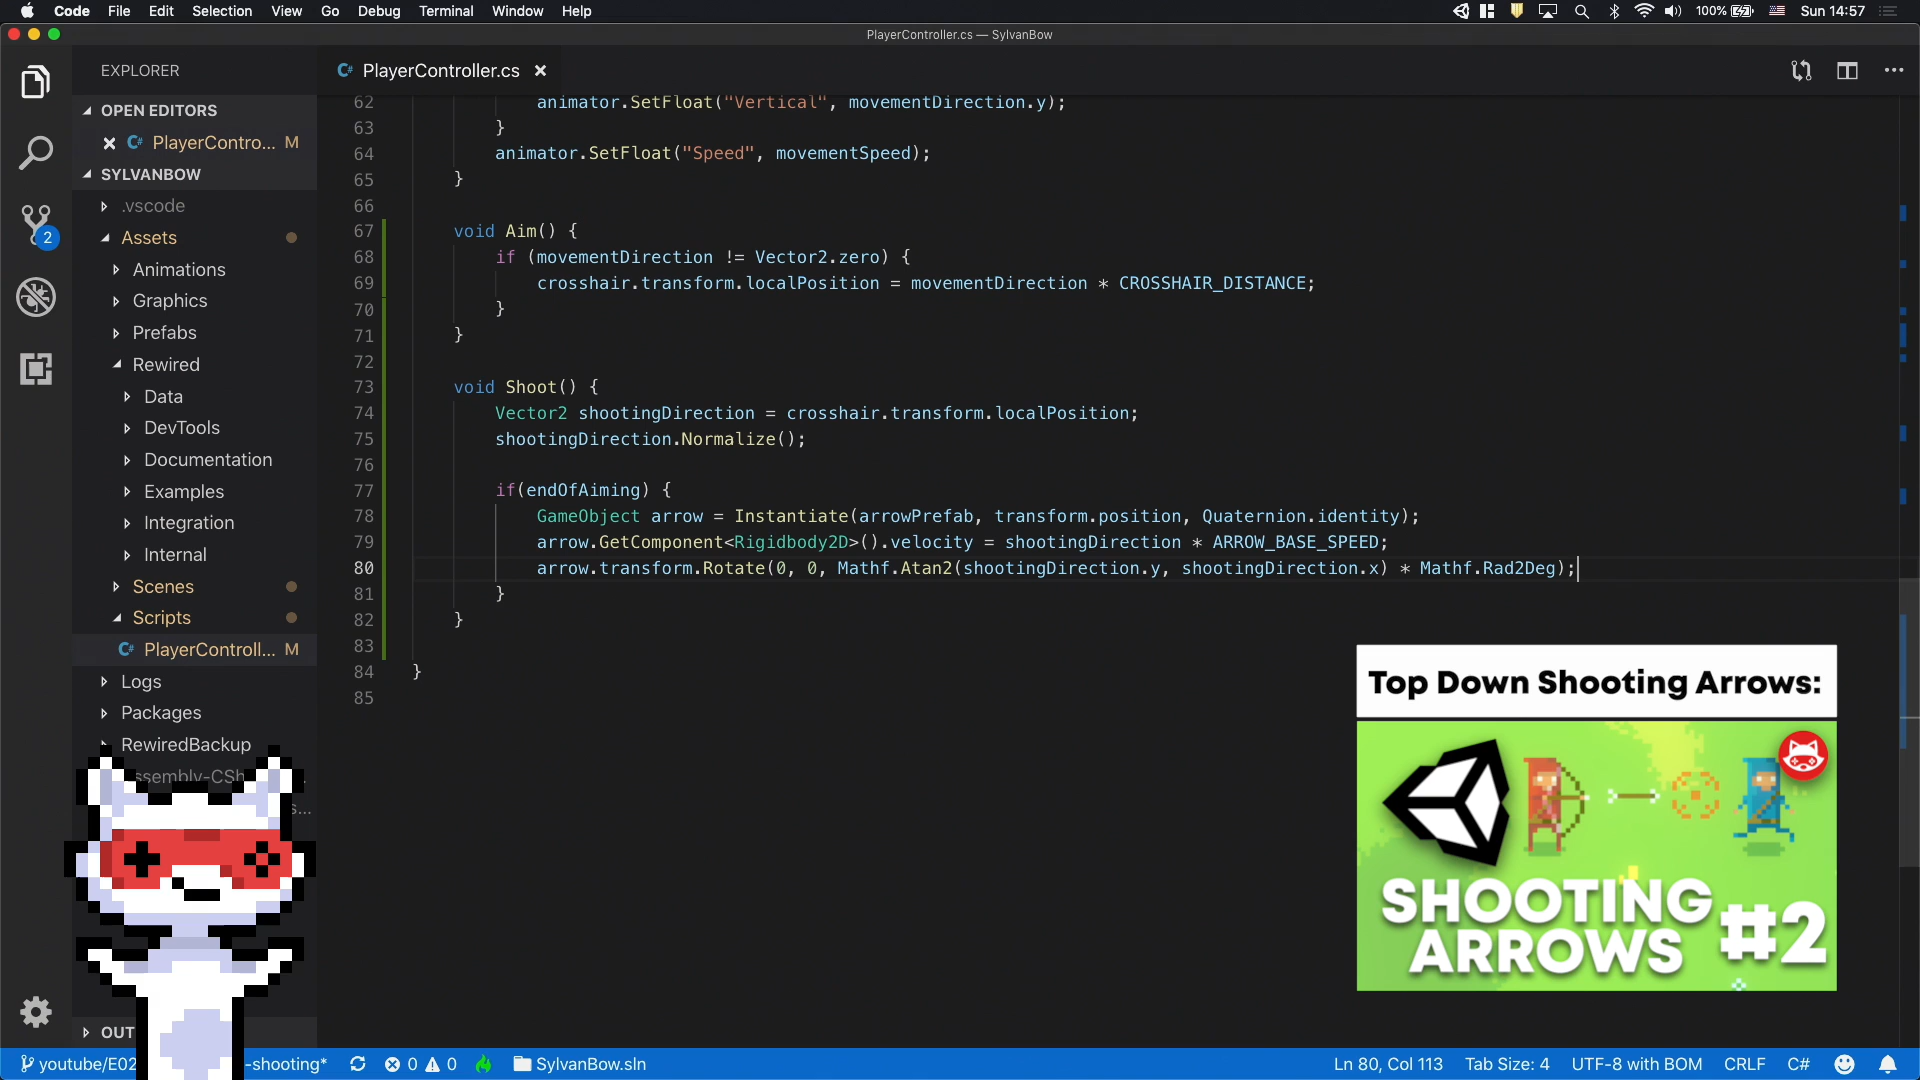 Code File Edit Selection View Go Debug Terminal Window Help
100% Sun 14:57
PlayerController.cs — SylvanBow
EXPLORER
OPEN EDITORS
PlayerContro... M
SYLVANBOW
.vscode
Assets
Animations
Graphics
Prefabs
Rewired
Data
DevTools
Documentation
Examples
Integration
Internal
Scenes
Scripts
PlayerControll... M
Logs
Packages
RewiredBackup
ssembly-CSh
s...
OUT
2
PlayerController.cs
62 animator.SetFloat("Vertical", movementDirection.y);
63 }
64 animator.SetFloat("Speed", movementSpeed);
65 }
66
67 void Aim() {
68 if (movementDirection != Vector2.zero) {
69 crosshair.transform.localPosition = movementDirection * CROSSHAIR_DISTANCE;
70 }
71 }
72
73 void Shoot() {
74 Vector2 shootingDirection = crosshair.transform.localPosition;
75 shootingDirection.Normalize();
76
77 if(endOfAiming) {
78 GameObject arrow = Instantiate(arrowPrefab, transform.position, Quaternion.identity);
79 arrow.GetComponent<Rigidbody2D>().velocity = shootingDirection * ARROW_BASE_SPEED;
80 arrow.transform.Rotate(0, 0, Mathf.Atan2(shootingDirection.y, shootingDirection.x) * Mathf.Rad2Deg);
81 }
82 }
83
84 }
85
Top Down Shooting Arrows:
SHOOTING
ARROWS #2
youtube/E02 -shooting* 0 0 SylvanBow.sln
Ln 80, Col 113 Tab Size: 4 UTF-8 with BOM CRLF C#